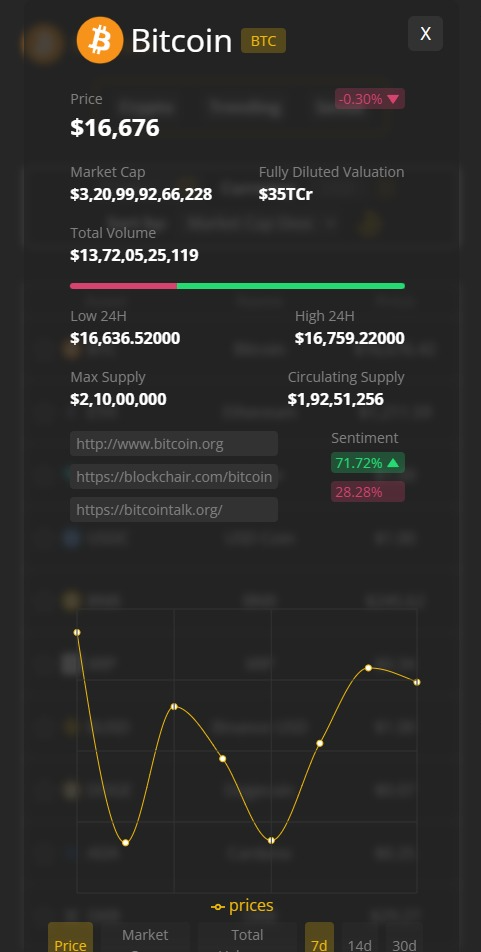 Bitcoin BTC
X
Price
-0.30%
$16,676
Market Cap
Fully Diluted Valuation
$3,20,99,92,66,228
$35TCr
Total Volume
$13,72,05,25,119
Low 24H
High 24H
$16,636.52000
$16,759.22000
Max Supply
Circulating Supply
$2,10,00,000
$1,92,51,256
http://www.bitcoin.org
Sentiment
71.72%
https://blockchair.com/bitcoin
28.28%
https://bitcointalk.org/
prices
Price
Market
Total
7d
14d
30d